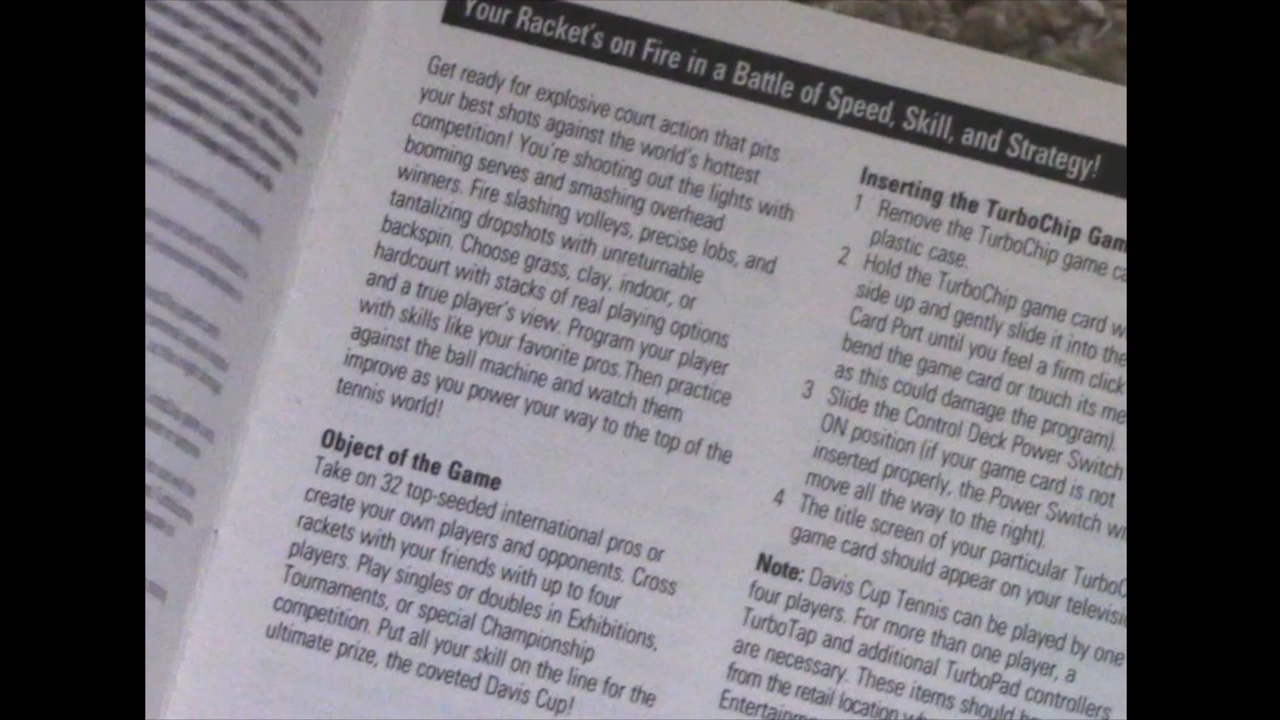 Your Racket's on Fire in a Battle of Speed, Skill, and Strategy!
Get ready for explosive court action that pits
your best shots against the world's hottest
competition! You're shooting out the lights with
booming serves and smashing overhead
winners. Fire slashing volleys, precise lobs, and
tantalizing dropshots with unreturnable
backspin. Choose grass, clay, indoor, or
hardcourt with stacks of real playing options
and a true player's view. Program your player
with skills like your favorite pros.Then practice
against the ball machine and watch them
improve as you power your way to the top of the
tennis world!
Object of the Game
Take on 32 top-seeded international pros or
create your own players and opponents. Cross
rackets with your friends with up to four
players. Play singles or doubles in Exhibitions,
Tournaments, or special Championship
competition. Put all your skill on the line for the
ultimate prize, the coveted Davis Cup!
Inserting the TurboChip Gam
1 Remove the TurboChip game ca
plastic case.
2 Hold the TurboChip game card w
side up and gently slide it into the
Card Port until you feel a firm click
bend the game card or touch its me
as this could damage the program).
3 Slide the Control Deck Power Switch
ON position (if your game card is not
inserted properly, the Power Switch wi
move all the way to the right).
4 The title screen of your particular TurboC
game card should appear on your televisi
Note: Davis Cup Tennis can be played by one
four players. For more than one player, a
TurboTap and additional TurboPad controllers
are necessary. These items should b
from the retail location w
Entertainm